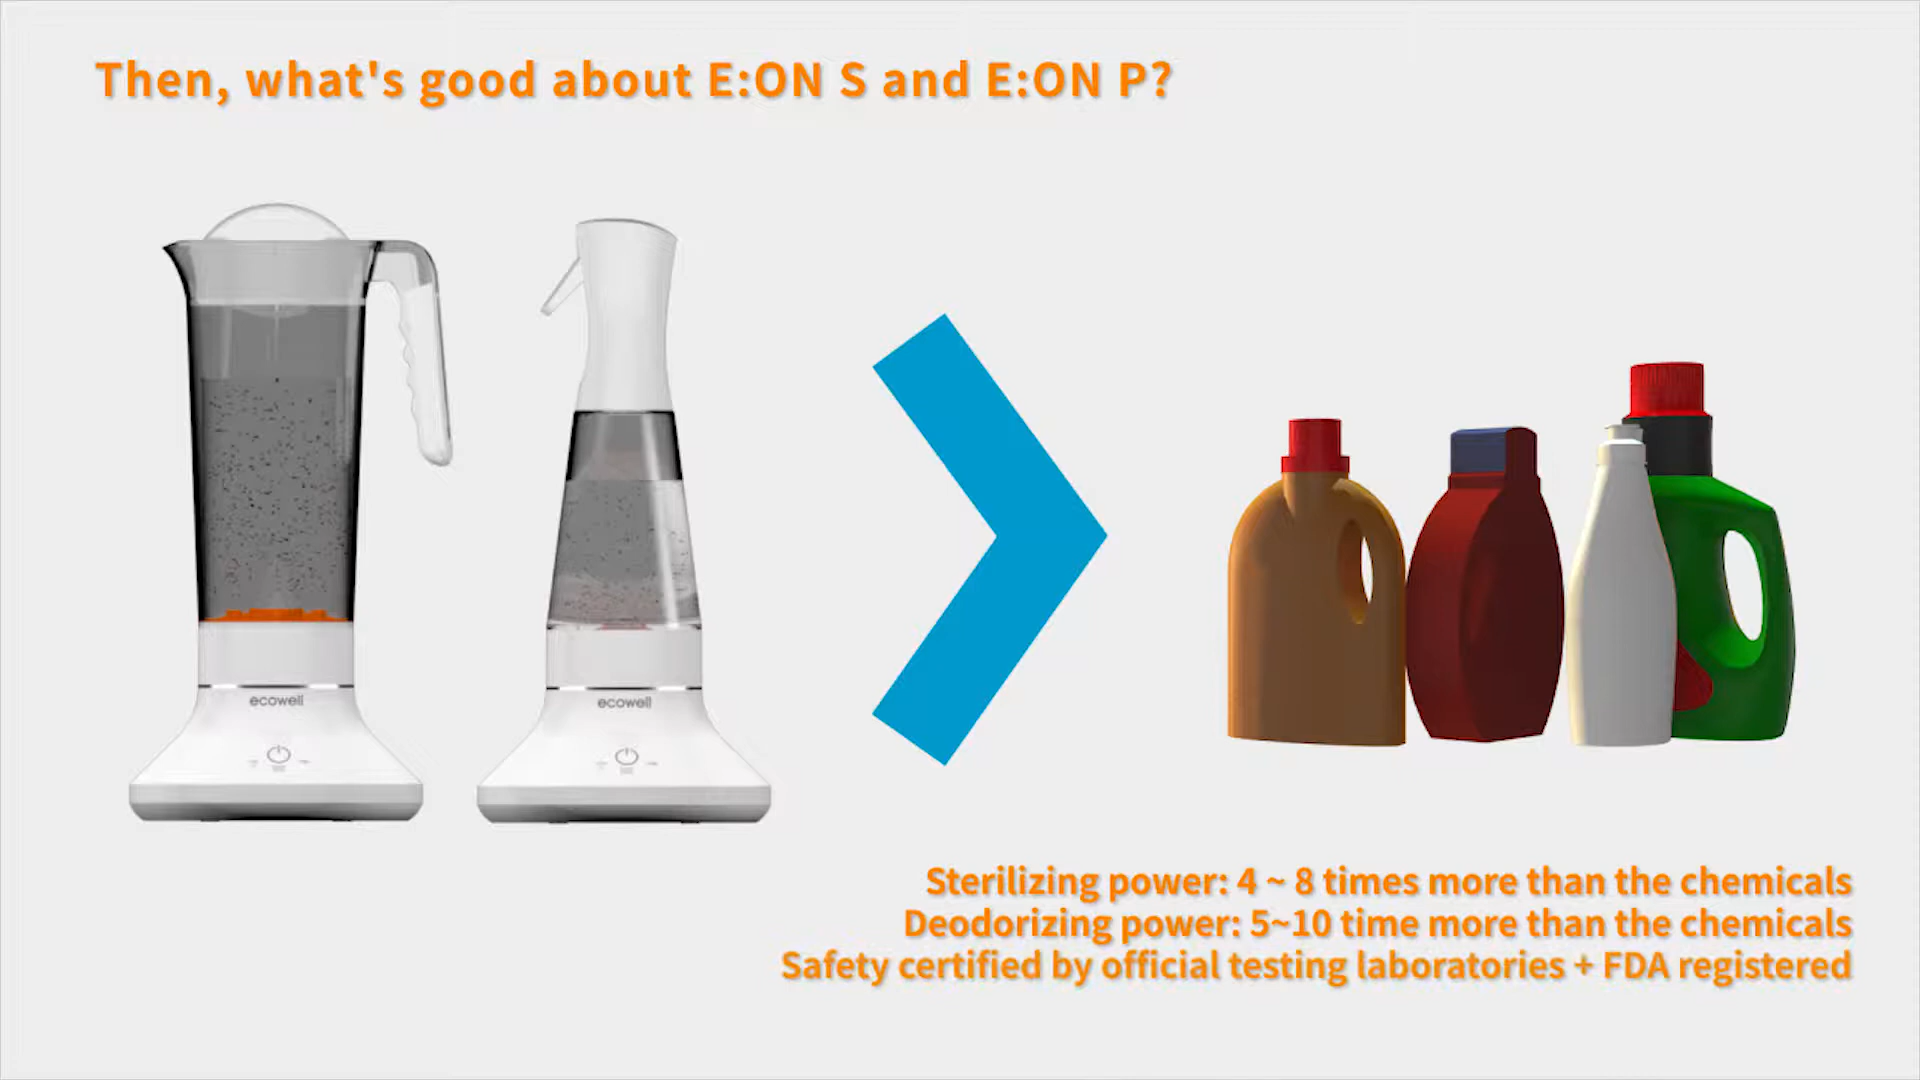 Then, what's good about E:ON S and E:ON P?
ecowell
ecowell
Sterilizing power: 4 ~ 8 times more than the chemicals
Deodorizing power: 5~10 time more than the chemicals
Safety certified by official testing laboratories + FDA registered